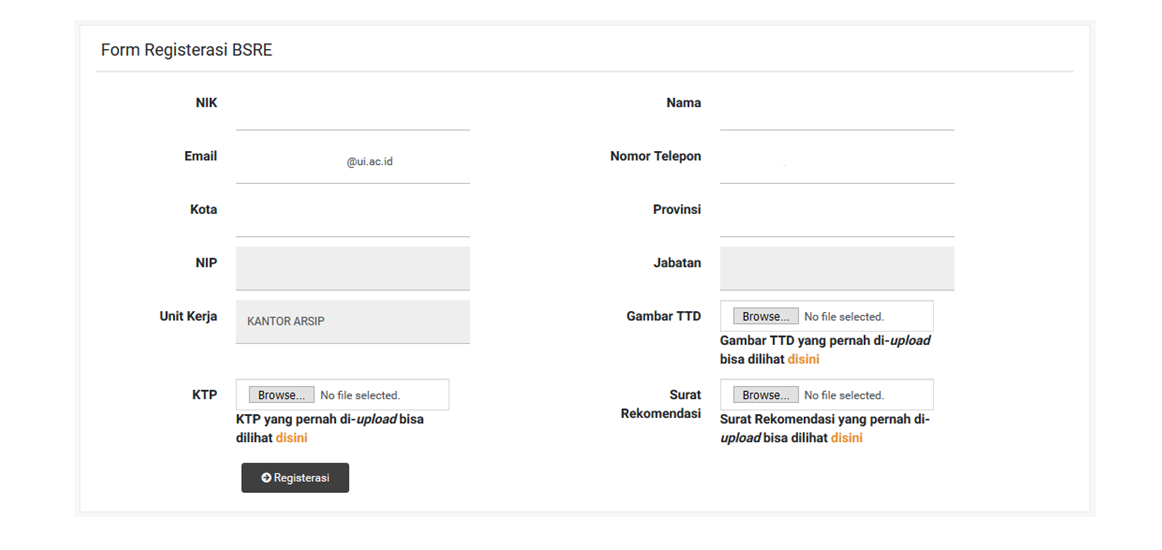 Form Registerasi BSRE
NIK
Nama
Email
@ui.ac.id
Nomor Telepon
Kota
Provinsi
NIP
Jabatan
Unit Kerja
KANTOR ARSIP
Gambar TTD
Browse... No file selected.
Gambar TTD yang pernah di-upload
bisa dilihat disini
KTP
Browse... No file selected.
KTP yang pernah di-upload bisa
dilihat disini
Surat
Rekomendasi
Browse... No file selected.
Surat Rekomendasi yang pernah di-
upload bisa dilihat disini
Registerasi